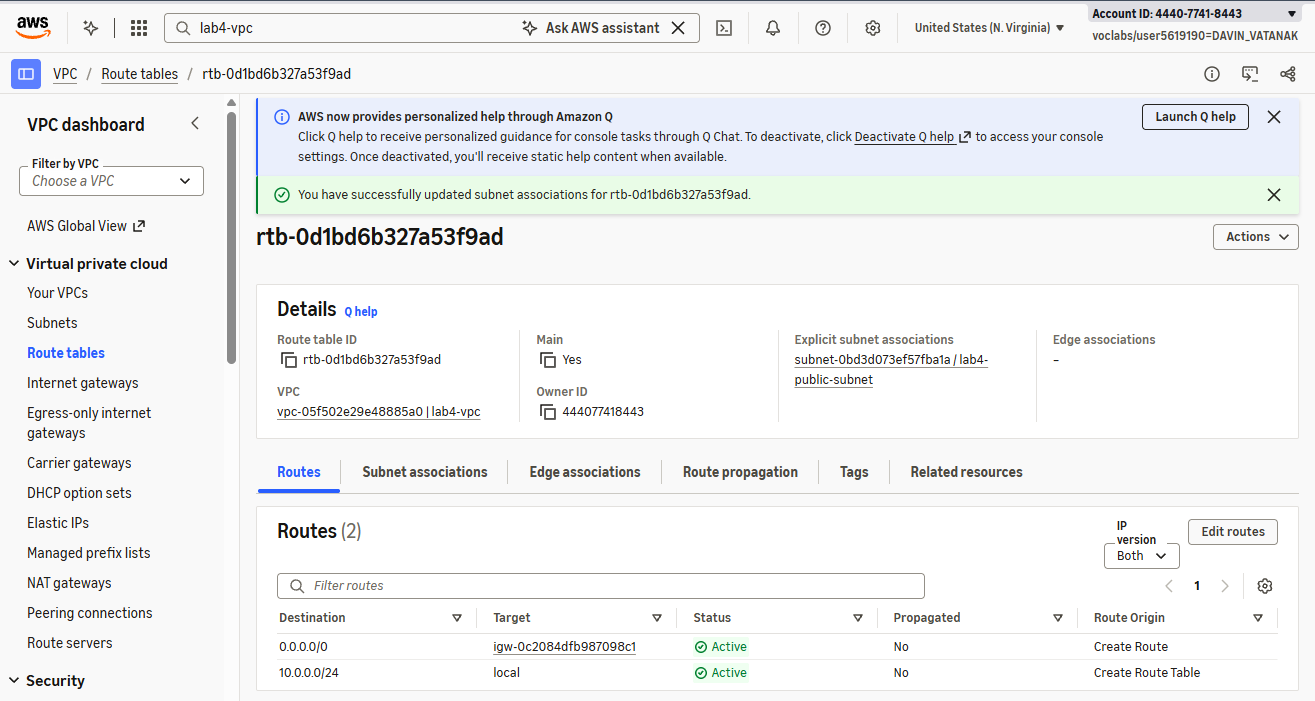 aws
lab4-vpc
Ask AWS assistant
United States (N. Virginia)
Account ID: 4440-7741-8443
voclabs/user5619190=DAVIN_VATANAK
VPC / Route tables / rtb-0d1bd6b327a53f9ad
VPC dashboard
Filter by VPC
Choose a VPC
AWS Global View
Virtual private cloud
Your VPCs
Subnets
Route tables
Internet gateways
Egress-only internet
gateways
Carrier gateways
DHCP option sets
Elastic IPs
Managed prefix lists
NAT gateways
Peering connections
Route servers
Security
AWS now provides personalized help through Amazon Q
Click Q help to receive personalized guidance for console tasks through Q Chat. To deactivate, click Deactivate Q help to access your console
settings. Once deactivated, you'll receive static help content when available.
Launch Q help
You have successfully updated subnet associations for rtb-0d1bd6b327a53f9ad.
rtb-0d1bd6b327a53f9ad
Actions
Details Q help
Route table ID
rtb-0d1bd6b327a53f9ad
VPC
vpc-05f502e29e48885a0 | lab4-vpc
Main
Yes
Owner ID
444077418443
Explicit subnet associations
subnet-0bd3d073ef57fba1a / lab4-
public-subnet
Edge associations
–
Routes Subnet associations Edge associations Route propagation Tags Related resources
Routes (2)
IP
version
Both
Edit routes
Filter routes
1
Destination Target Status Propagated Route Origin
0.0.0.0/0 igw-0c2084dfb987098c1 Active No Create Route
10.0.0.0/24 local Active No Create Route Table